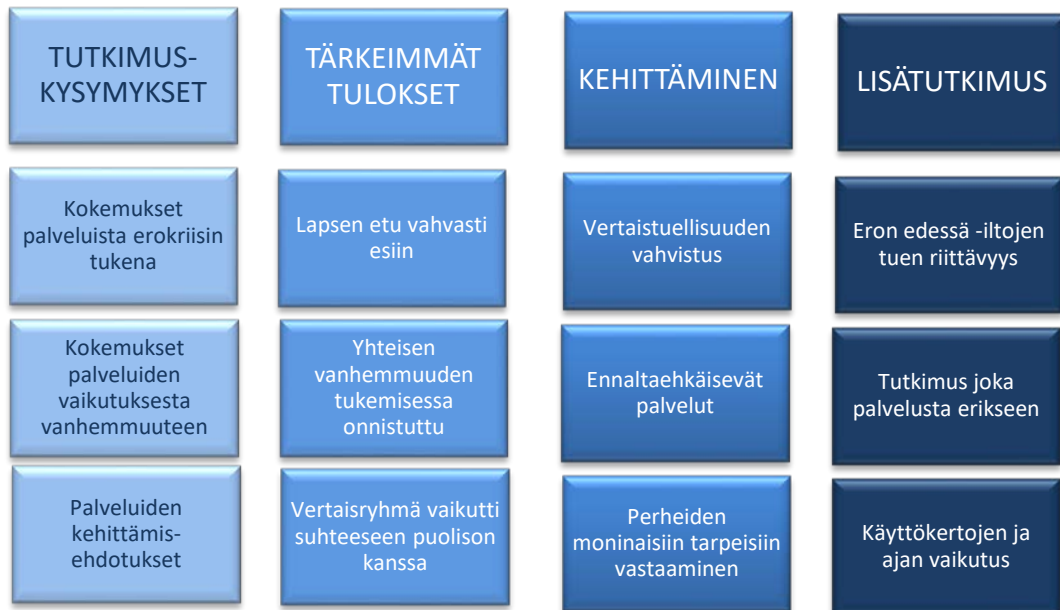 TUTKIMUS-
KYSYMYKSET
Kokemukset
palveluista erokriisin
tukena
Kokemukset
palveluiden
vaikutuksesta
vanhemmuuteen
Palveluiden
kehittämis-
ehdotukset
TÄRKEIMMÄT
TULOKSET
Lapsen etu vahvasti
esiin
Yhteisen
vanhemmuuden
tukemisessa
onnistuttu
Vertaisryhmä vaikutti
suhteeseen puolison
kanssa
KEHITTÄMINEN
Vertaistuellisuuden
vahvistus
Ennaltaehkäisevät
palvelut
Perheiden
moninaisiin tarpeisiin
vastaaminen
LISÄTUTKIMUS
Eron edessä -iltojen
tuen riittävyys
Tutkimus joka
palvelusta erikseen
Käyttökertojen ja
ajan vaikutus